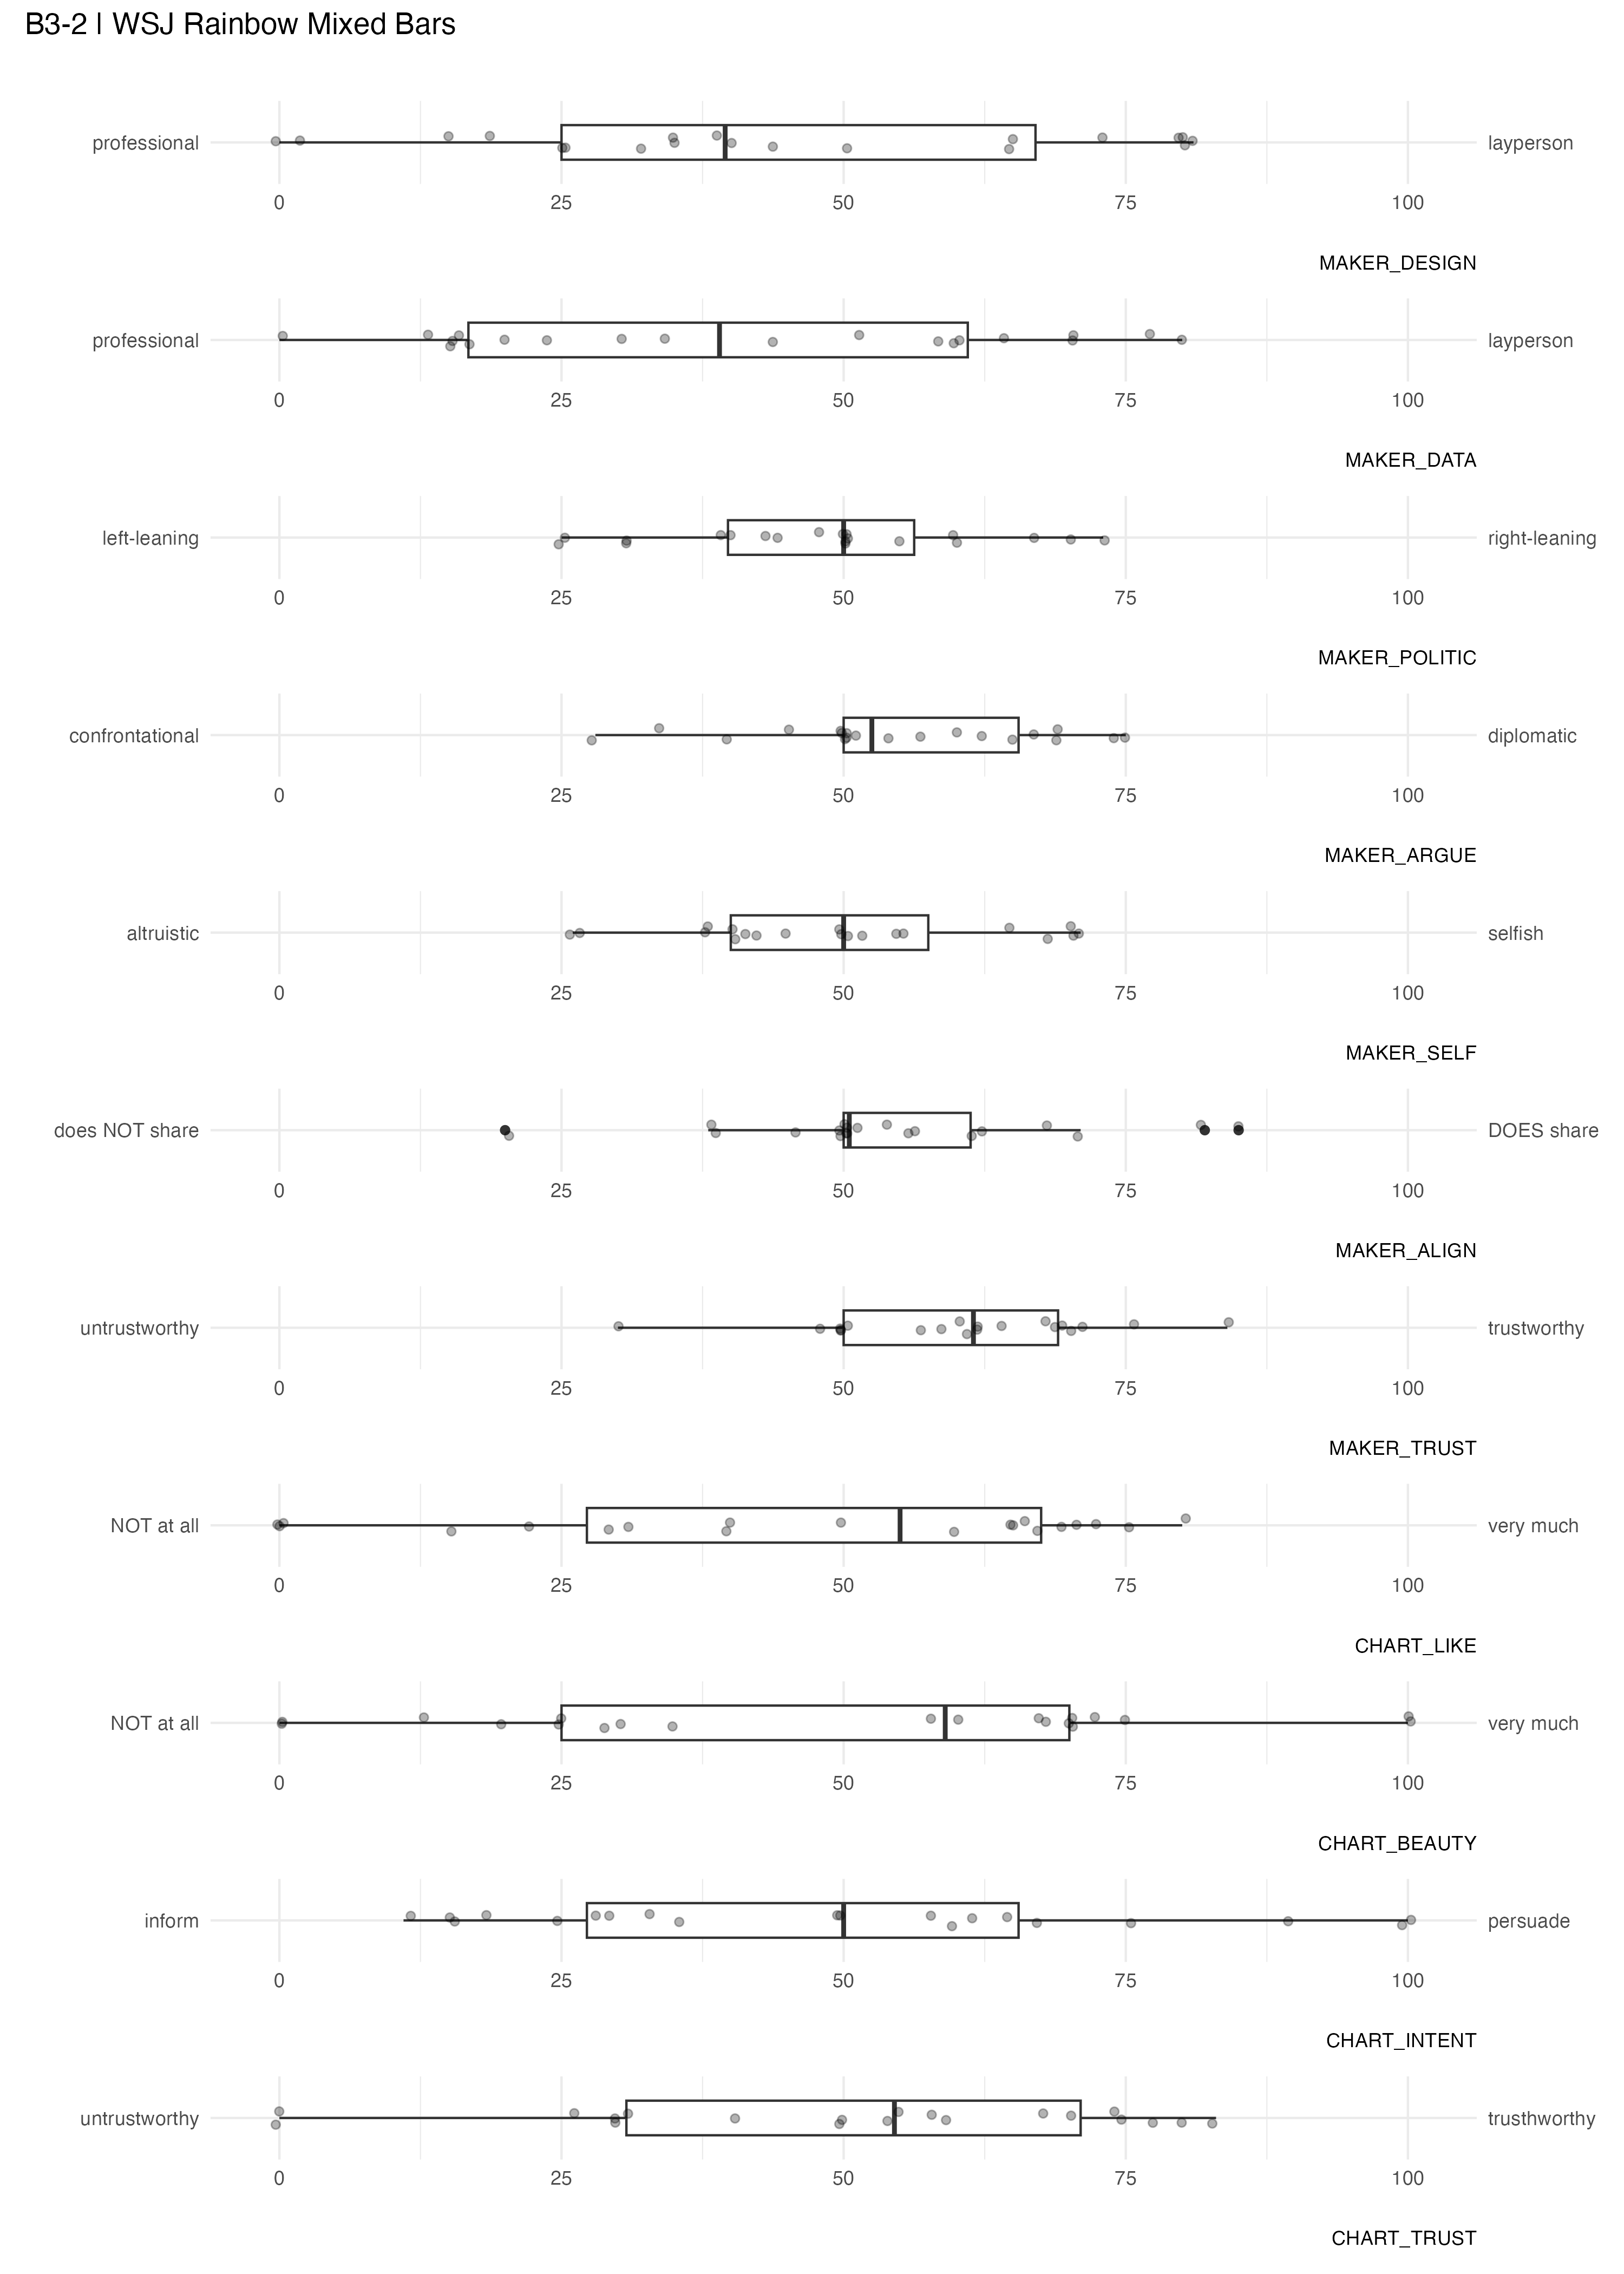 B3-2 | WSJ Rainbow Mixed Bars
professional layperson
0 25 50 75 100
MAKER_DESIGN
professional layperson
0 25 50 75 100
MAKER_DATA
left-leaning right-leaning
0 25 50 75 100
MAKER_POLITIC
confrontational diplomatic
0 25 50 75 100
MAKER_ARGUE
altruistic selfish
0 25 50 75 100
MAKER_SELF
does NOT share DOES share
0 25 50 75 100
MAKER_ALIGN
untrustworthy trustworthy
0 25 50 75 100
MAKER_TRUST
NOT at all very much
0 25 50 75 100
CHART_LIKE
NOT at all very much
0 25 50 75 100
CHART_BEAUTY
inform persuade
0 25 50 75 100
CHART_INTENT
untrustworthy trusthworthy
0 25 50 75 100
CHART_TRUST